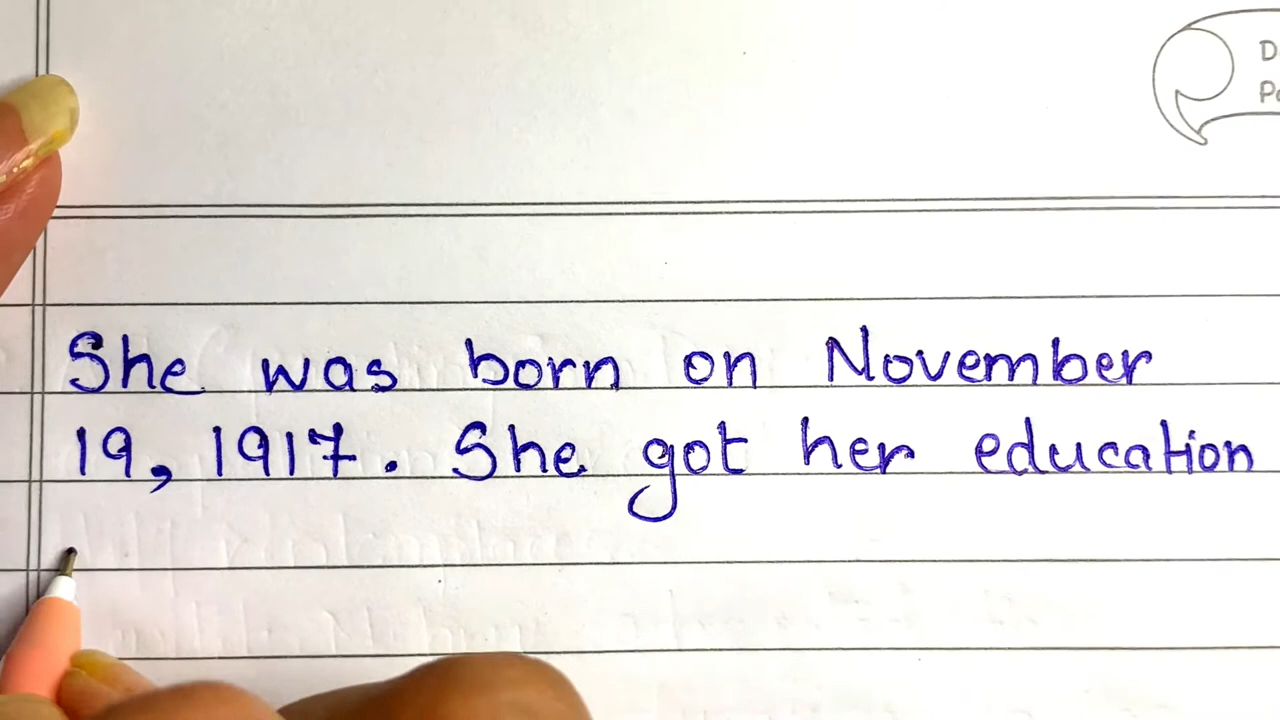 She was born on November
19, 1917. She got her education